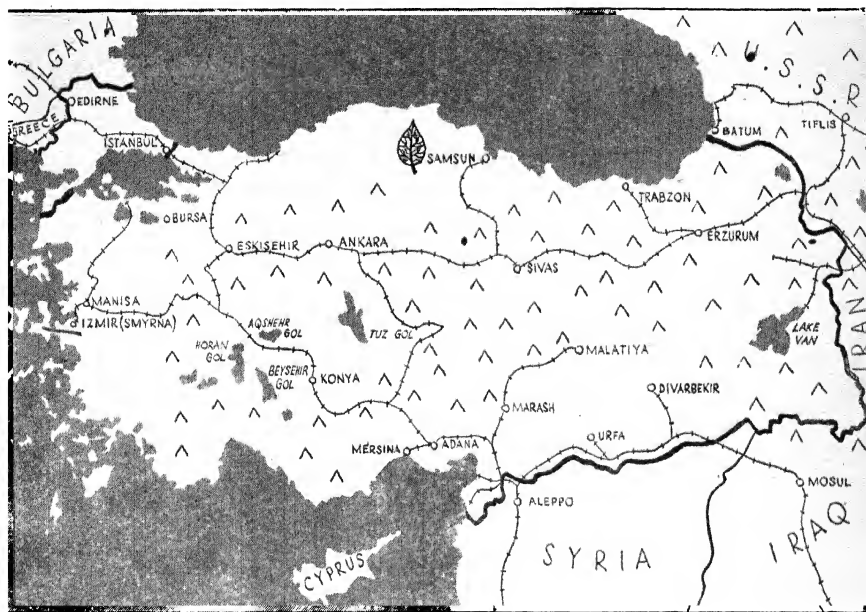 BULGARIA
U.S.S.R
EDIRNE
GREECE
ISTANBUL
BATUM
TIFLIS
SAMSUN
TRABZON
BURSA
ESKISEHIR
ANKARA
SIVAS
ERZURUM
MANISA
IZMIR (SMYRNA)
AQSHEHR
GOL
TUZ GOL
HORAN
GOL
BEYSEHIR
GOL
KONYA
MALATIYA
LAKE
VAN
IRAN
DIVARBEKIR
MARASH
URFA
MERSINA
ADANA
MOSUL
ALEPPO
SYRIA
IRAQ
CYPRUS